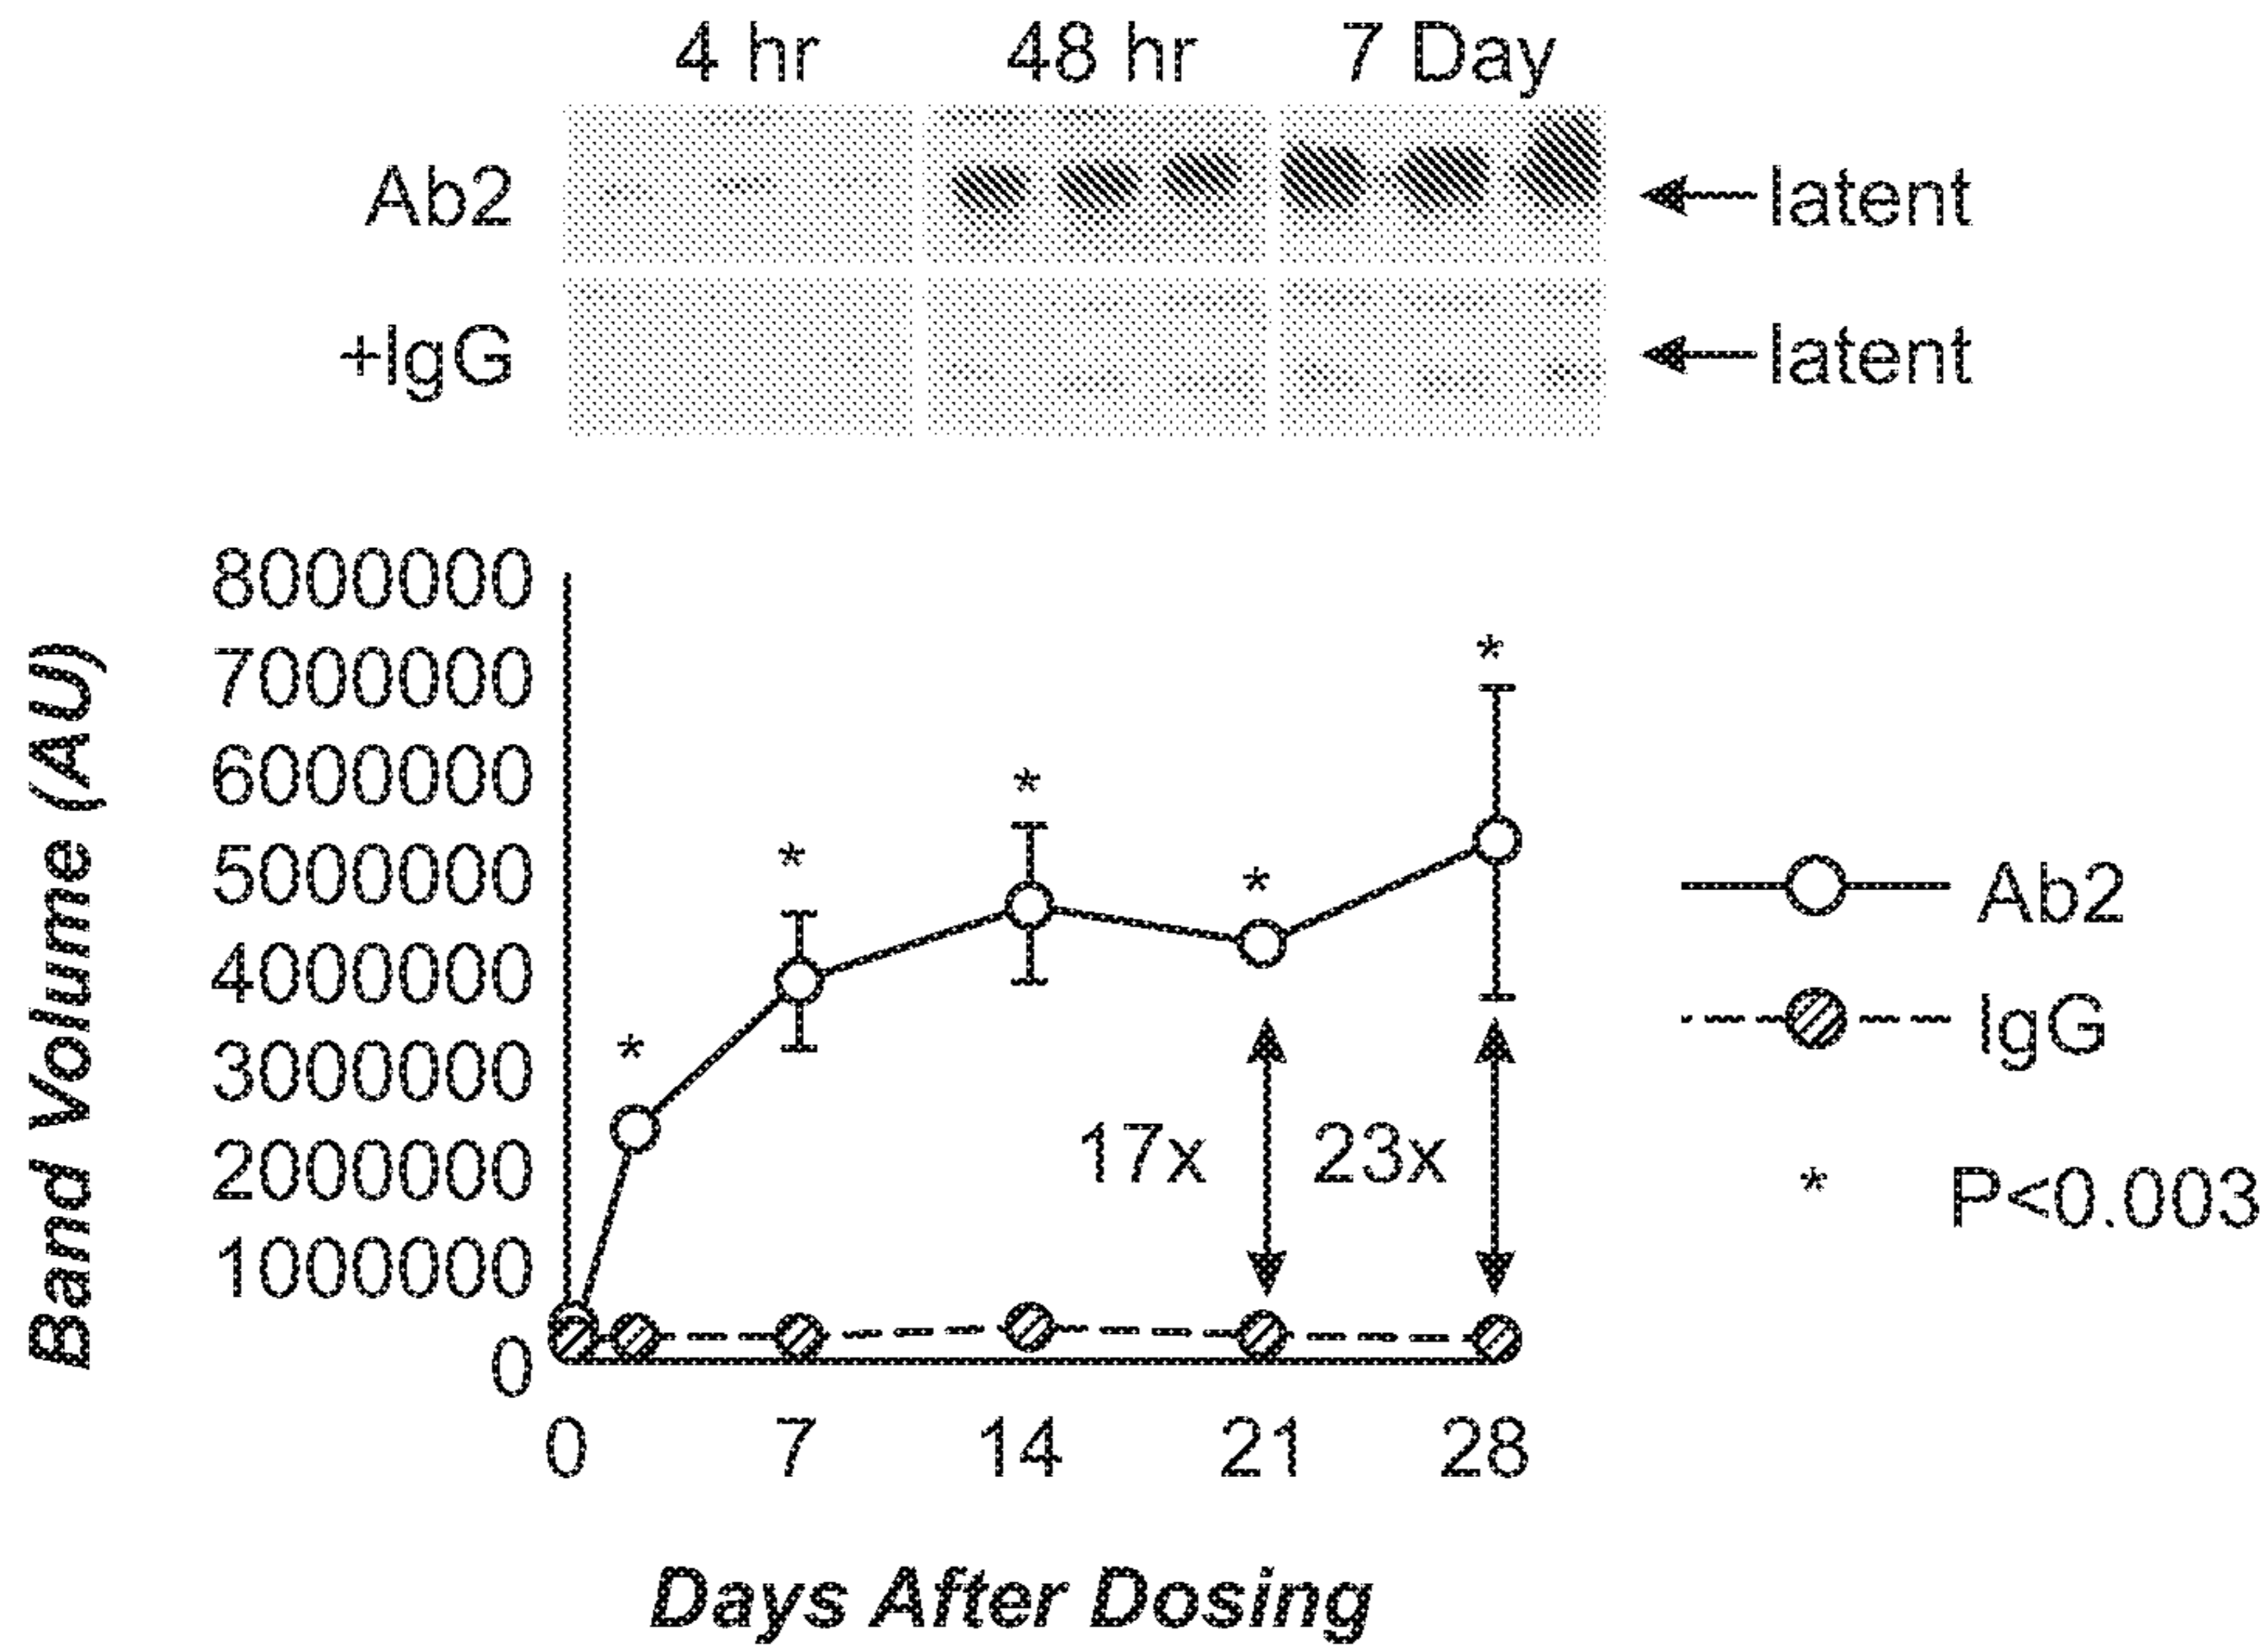 4 hr 48 hr 7 Day
Ab2 latent
+IgG latent
Band Volume (AU)
8000000
7000000
6000000
5000000
4000000
3000000
2000000
1000000
0
* * * * *
17x 23x
0 7 14 21 28
Days After Dosing
Ab2
IgG
* P<0.003